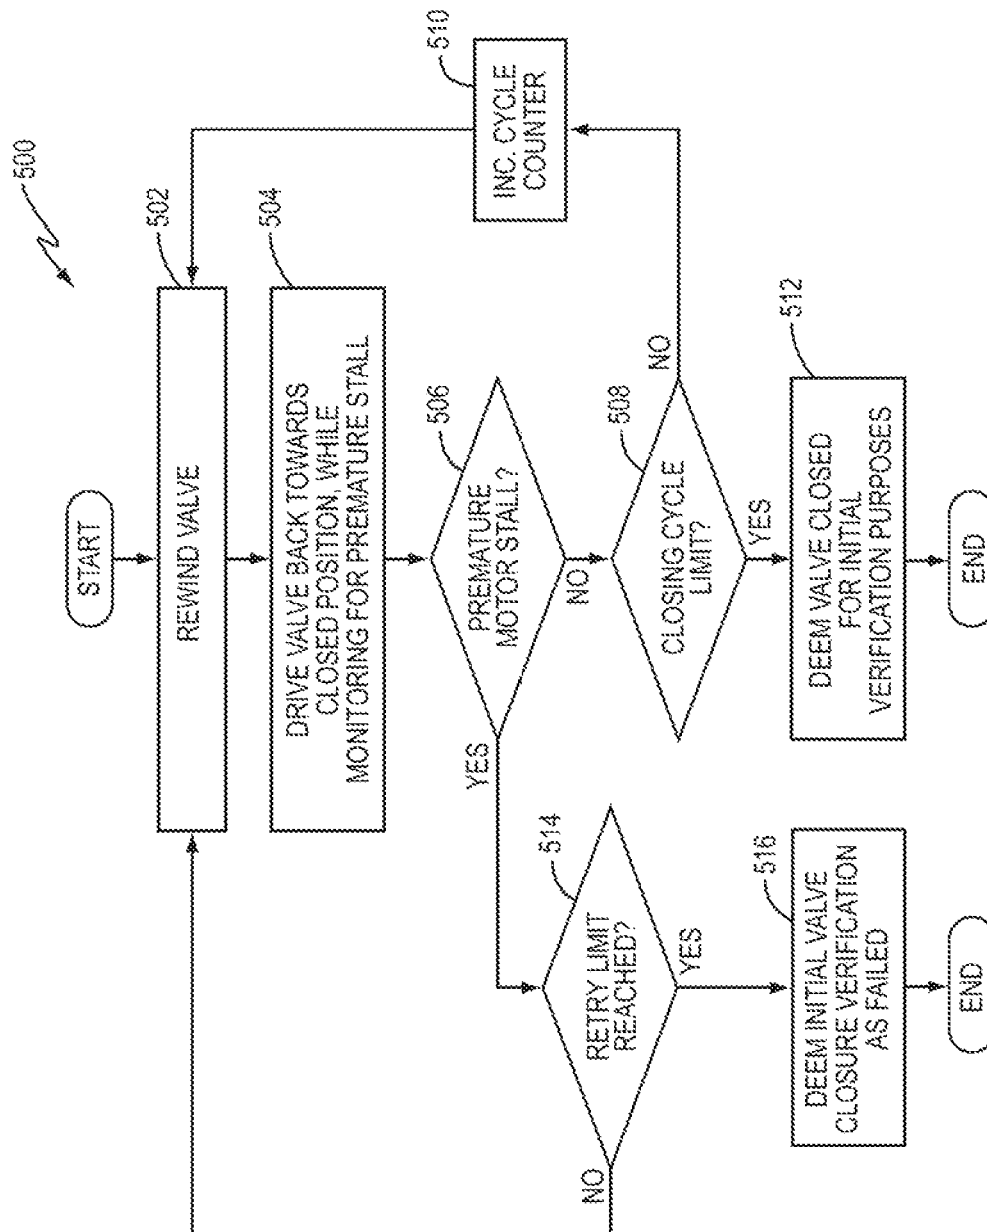 500
START
502
REWIND VALVE
504
DRIVE VALVE BACK TOWARDS
CLOSED POSITION, WHILE
MONITORING FOR PREMATURE STALL
506
PREMATURE
MOTOR STALL?
YES
NO
508
CLOSING CYCLE
LIMIT?
NO
YES
510
INC. CYCLE
COUNTER
512
DEEM VALVE CLOSED
FOR INITIAL
VERIFICATION PURPOSES
END
514
RETRY LIMIT
REACHED?
NO
YES
516
DEEM INITIAL VALVE
CLOSURE VERIFICATION
AS FAILED
END